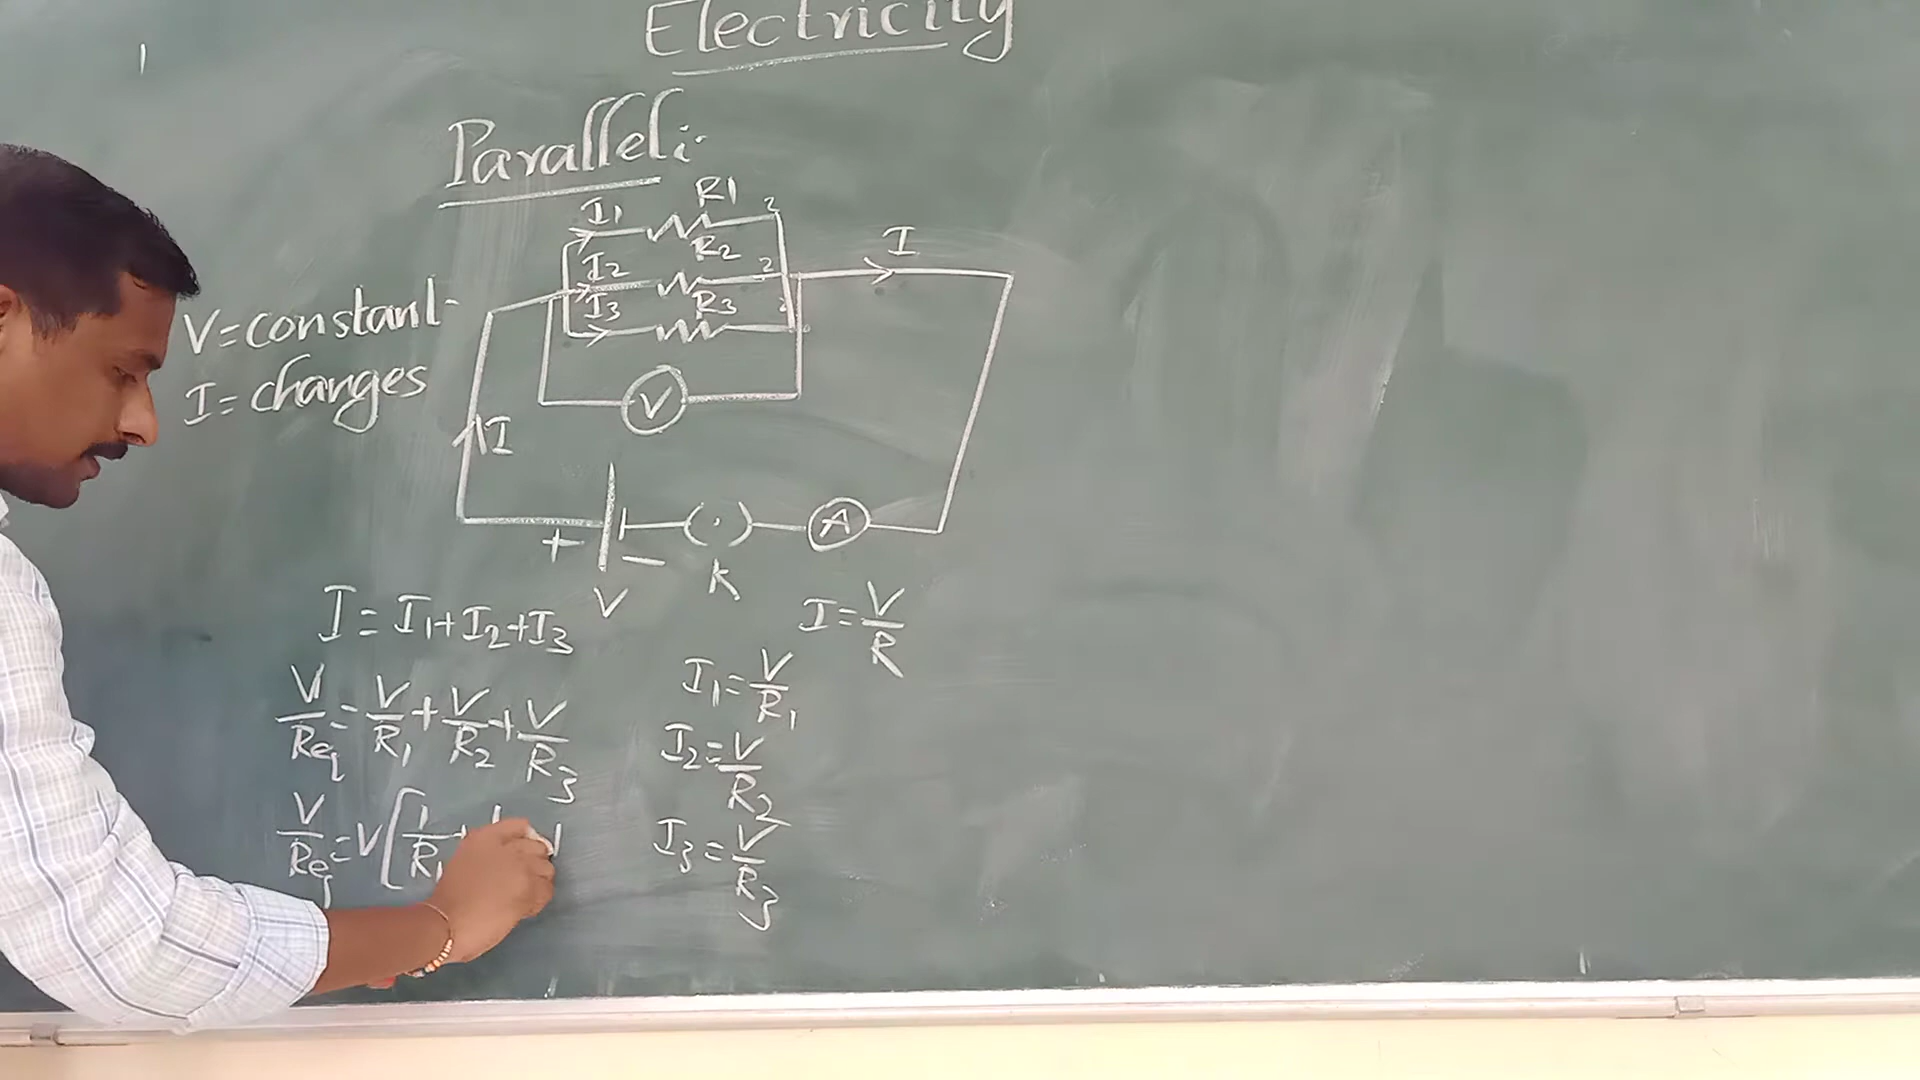 Electricity
Parallel:-
R1
I1
R2
I2
R3
I3
I
V=constant
I=changes
V
I
+
-
A
K
V
I=I1+I2+I3
I=V/R
V/Req=V/R1+V/R2+V/R3
I1=V/R1
I2=V/R2
V/Req=V[1/R1+1
I3=V/R3